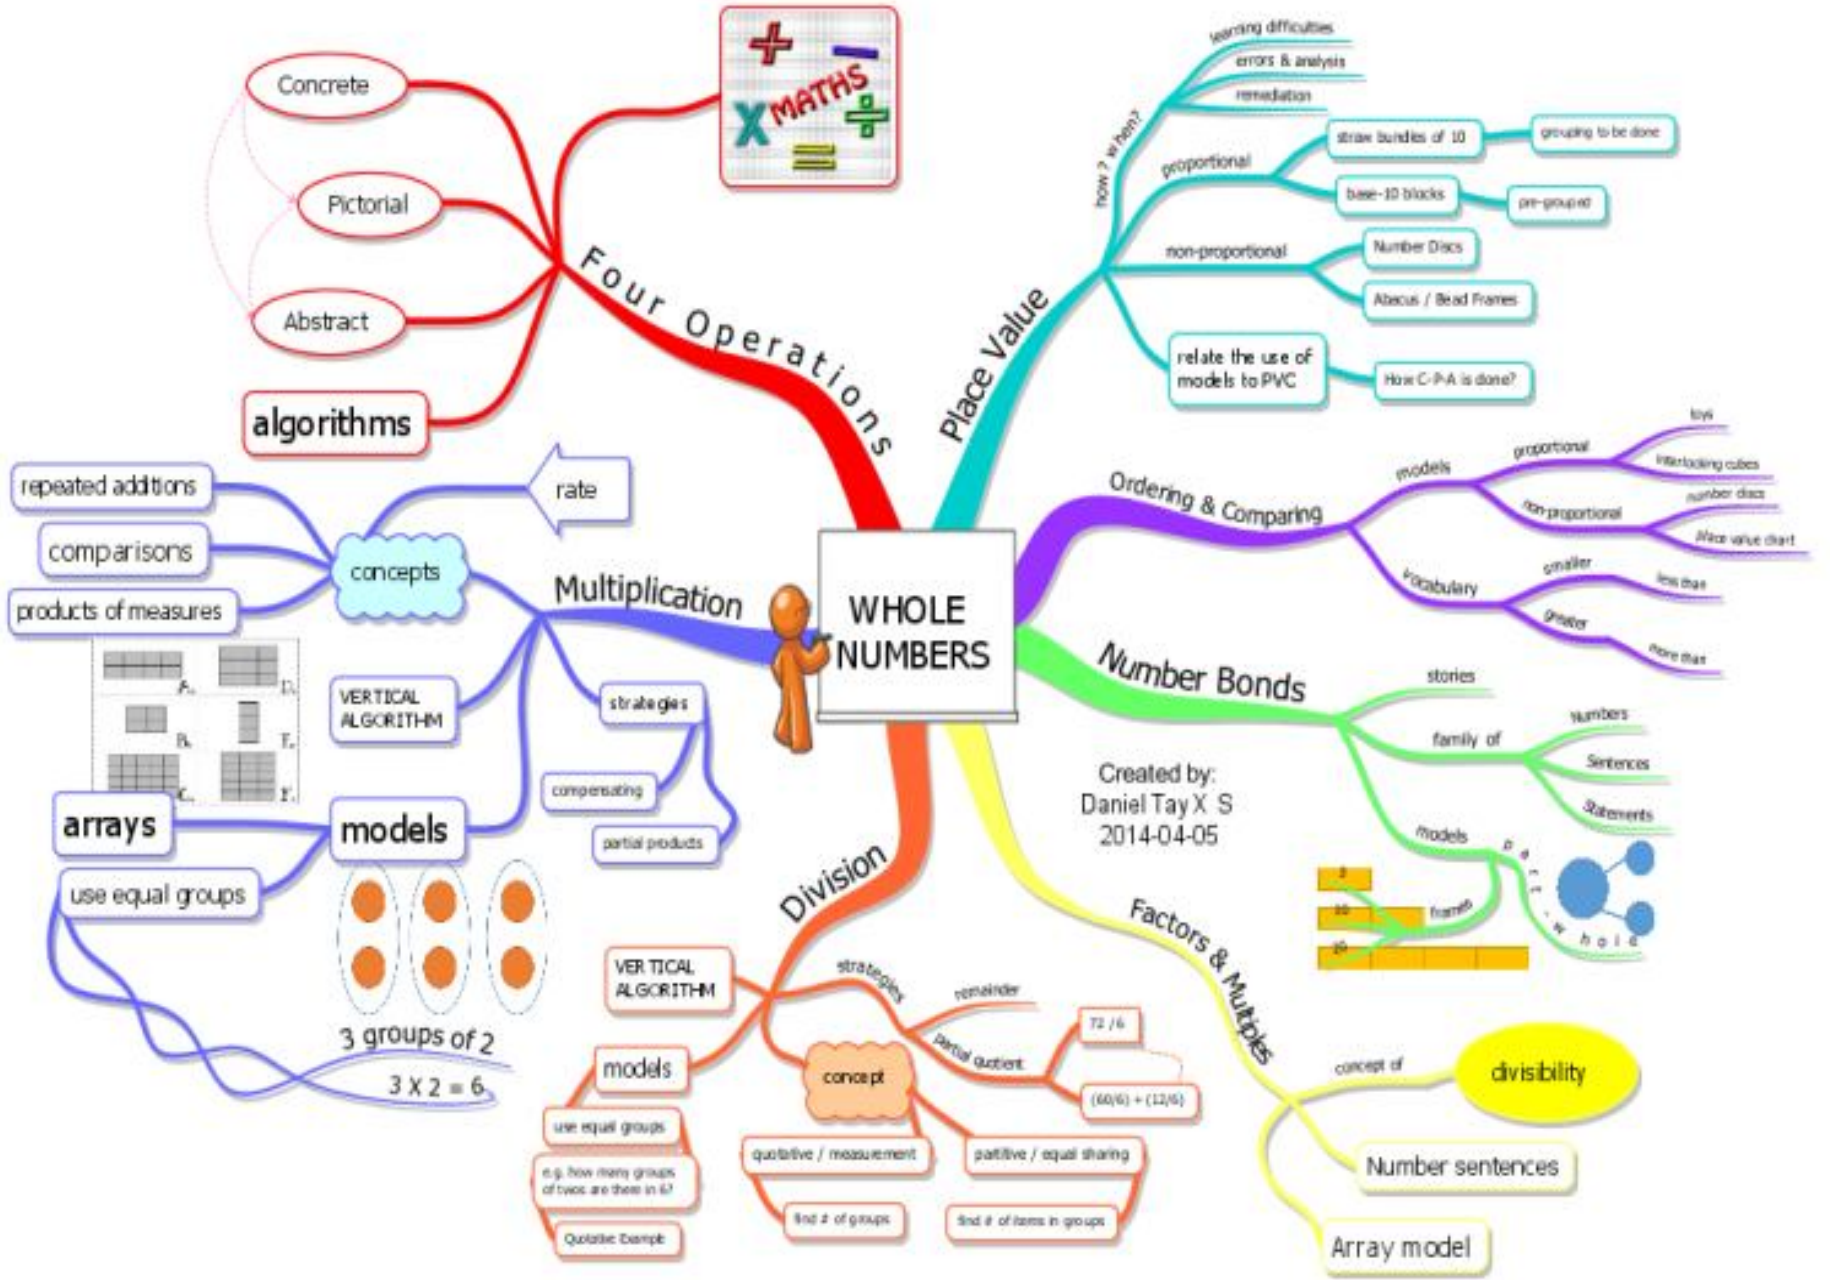 WHOLE
NUMBERS
Four Operations
MATHS
Concrete
Pictorial
Abstract
algorithms
Place Value
how? when?
learning difficulties
errors & analysis
remediation
proportional
straw bundles of 10
grouping to be done
base-10 blocks
pre-grouped
non-proportional
Number Discs
Abacus / Bead Frames
relate the use of
models to PVC
How C-P-A is done?
Ordering & Comparing
models
proportional
toys
interlocking cubes
non-proportional
number discs
place value chart
vocabulary
smaller
less than
greater
more than
Number Bonds
stories
family of
Numbers
Sentences
Statements
models
part-whole
frames
10
20
Created by:
Daniel Tay X S
2014-04-05
Factors & Multiples
concept of
divisibility
Number sentences
Array model
Division
VERTICAL
ALGORITHM
strategies
remainder
partial quotient
72 /6
(60/6) + (12/6)
concept
quotative / measurement
find # of groups
partitive / equal sharing
find # of items in groups
models
use equal groups
e.g. how many groups
of twos are there in 6?
Quotative Example
Multiplication
concepts
rate
repeated additions
comparisons
products of measures
VERTICAL
ALGORITHM
strategies
compensating
partial products
models
arrays
A.
D.
B.
use equal groups
3 groups of 2
3 X 2 = 6